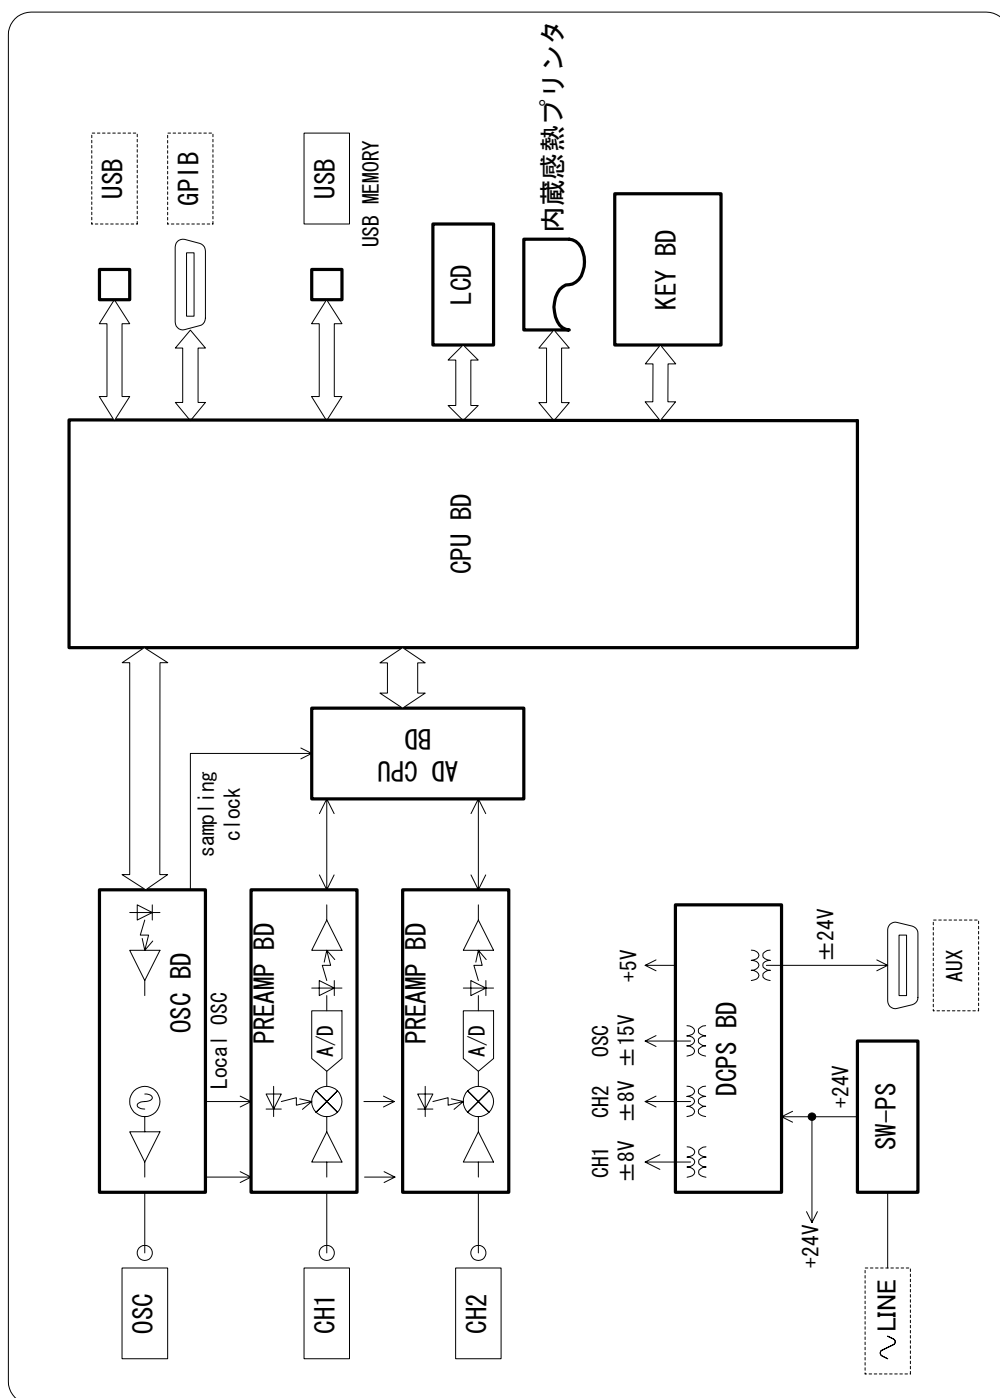 USB
GPIB
USB
USB MEMORY
LCD
内蔵感熱プリンタ
KEY BD
CPU BD
AD CPU
BD
sampling
clock
OSC BD
Local OSC
PREAMP BD
A/D
PREAMP BD
A/D
OSC
CH1
CH2
CH1
±8V
CH2
±8V
OSC
±15V
+5V
DCPS BD
±24V
AUX
+24V
+24V
SW-PS
～LINE